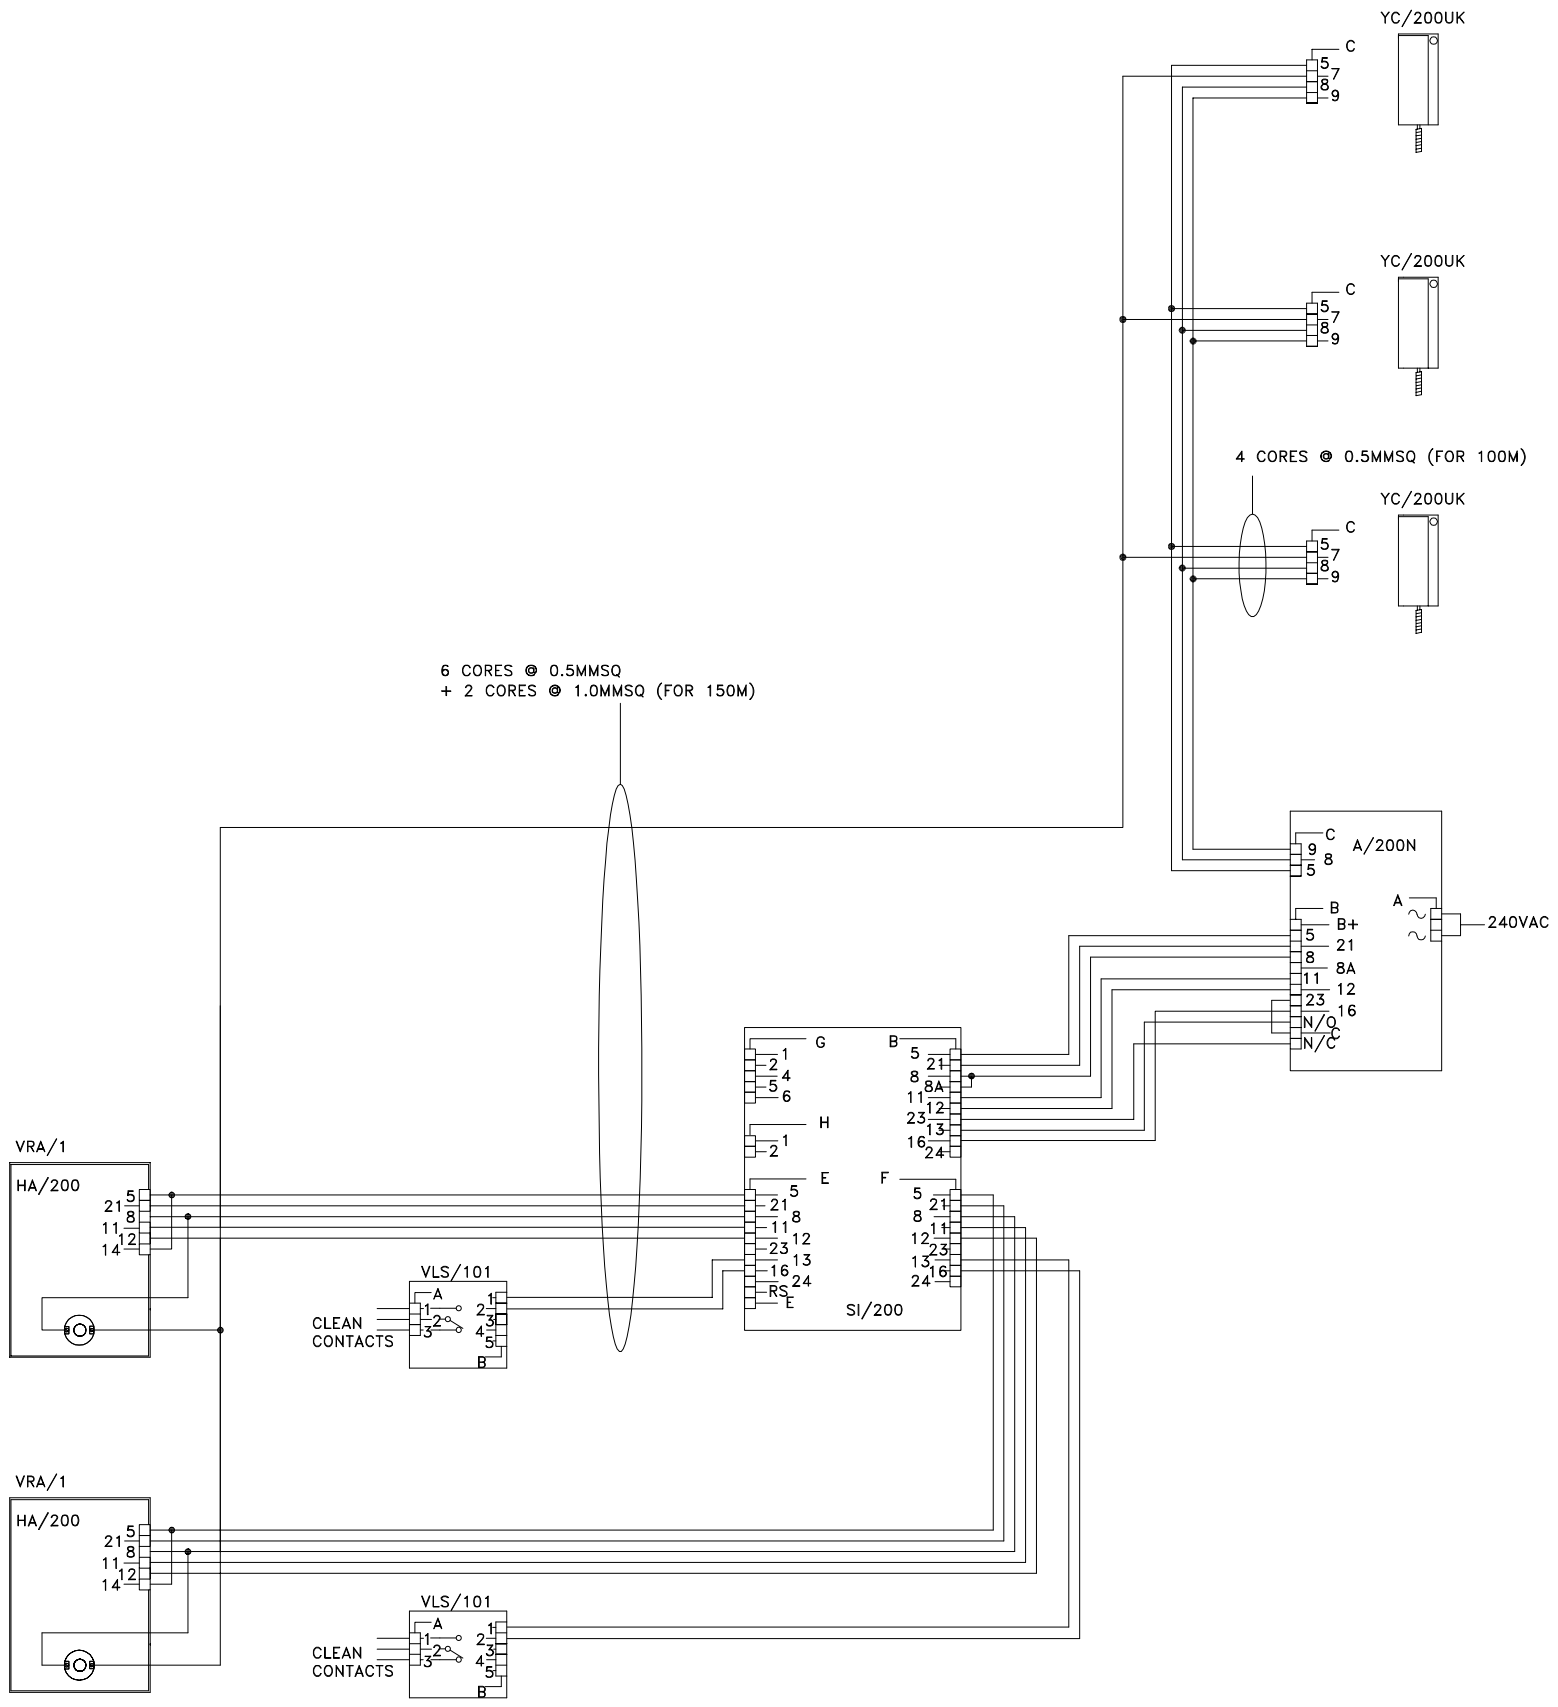 YC/200UK
C
5
7
8
9
YC/200UK
C
5
7
8
9
4 CORES @ 0.5MMSQ (FOR 100M)
YC/200UK
C
5
7
8
9
6 CORES @ 0.5MMSQ
+ 2 CORES @ 1.0MMSQ (FOR 150M)
A/200N
C
9
8
5
A
240VAC
B
B+
5
21
8
8A
11
12
23
16
N/O
C
N/C
G
1
2
4
5
6
H
1
2
E
5
21
8
11
12
23
13
16
24
RS
E
B
5
21
8
8A
11
12
23
13
16
24
F
5
21
8
11
12
23
13
16
24
SI/200
VRA/1
HA/200
5
21
8
11
12
14
VLS/101
A
1
2
3
1
2
3
4
5
B
CLEAN
CONTACTS
VRA/1
HA/200
5
21
8
11
12
14
VLS/101
A
1
2
3
1
2
3
4
5
B
CLEAN
CONTACTS